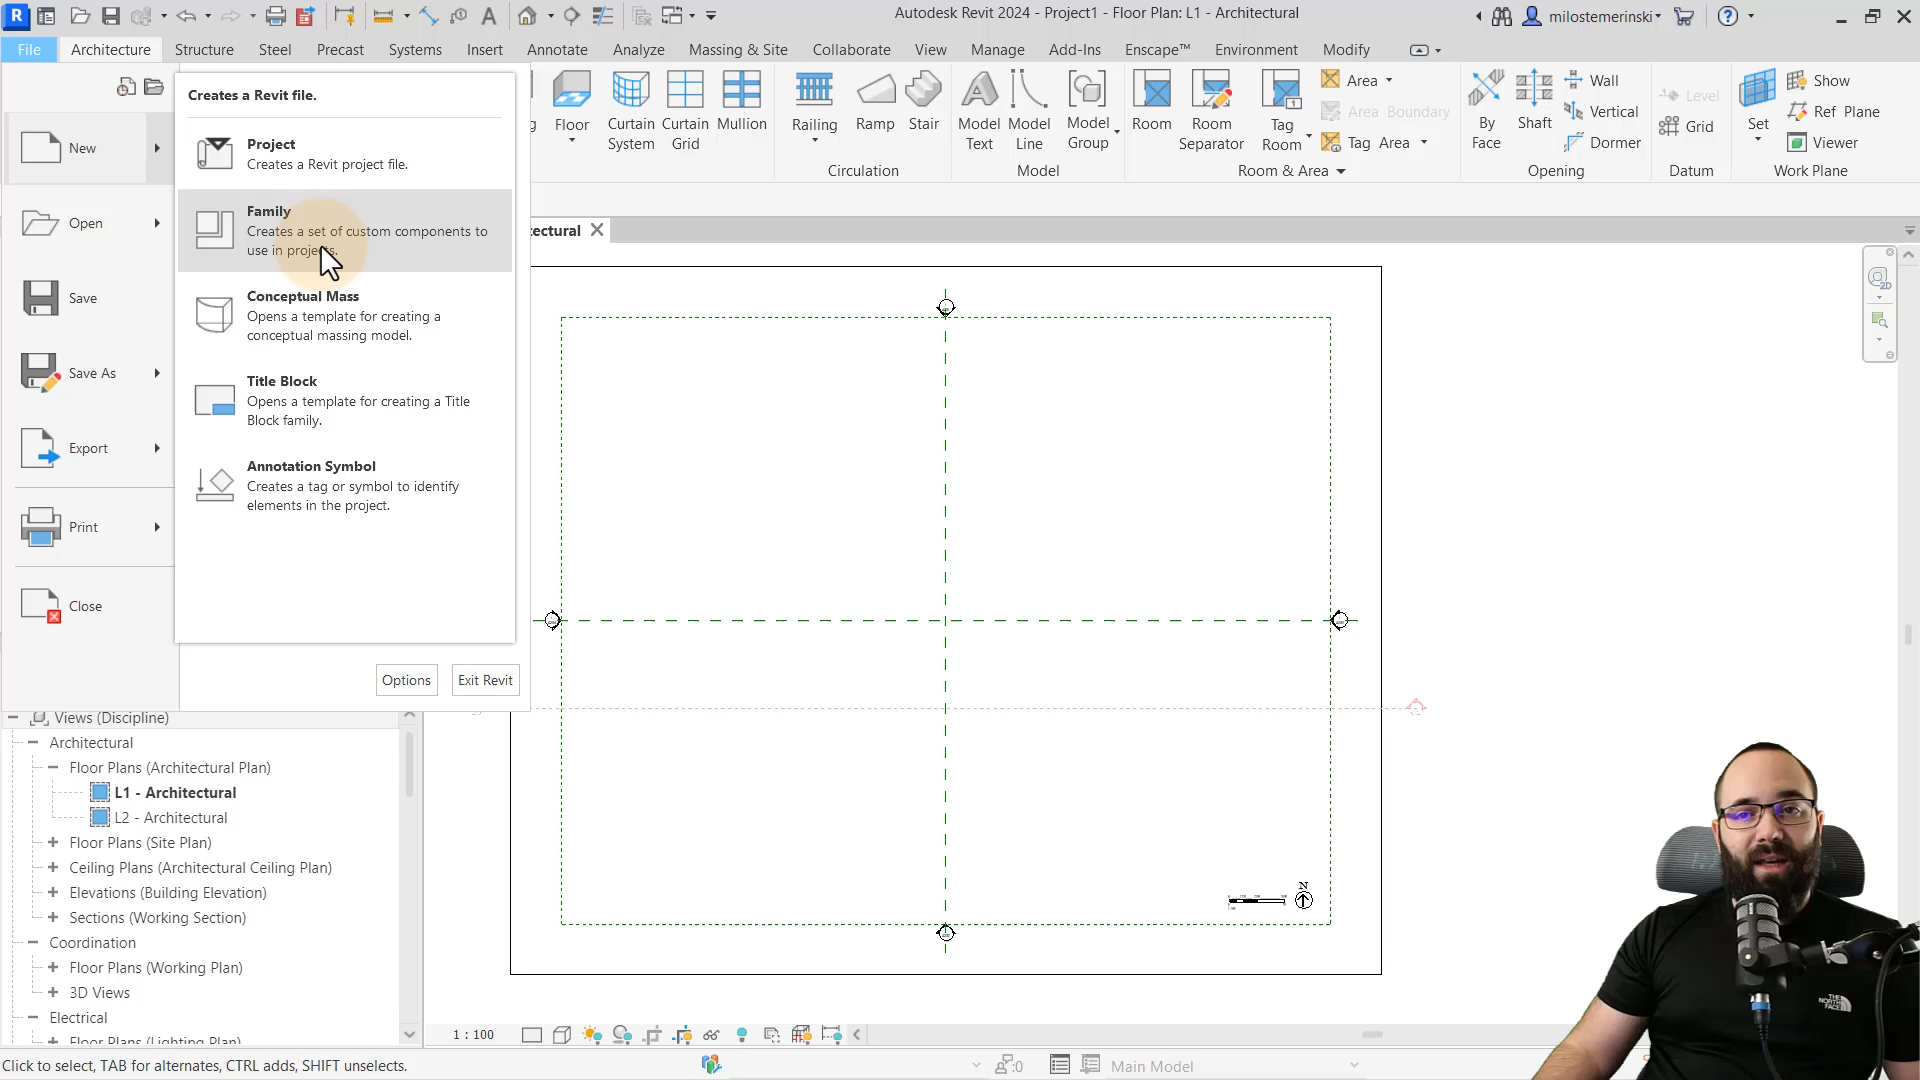 R
Autodesk Revit 2024 - Project1 - Floor Plan: L1 - Architectural
milostemerinski
File
Architecture
Structure
Steel
Precast
Systems
Insert
Annotate
Analyze
Massing & Site
Collaborate
View
Manage
Add-Ins
Enscape™
Environment
Modify
Creates a Revit file.
New
Open
Save
Save As
Export
Print
Close
Project
Creates a Revit project file.
Family
Creates a set of custom components to
use in projects.
Conceptual Mass
Opens a template for creating a
conceptual massing model.
Title Block
Opens a template for creating a Title
Block family.
Annotation Symbol
Creates a tag or symbol to identify
elements in the project.
Options
Exit Revit
Floor
Curtain
System
Curtain
Grid
Mullion
Railing
Ramp
Stair
Circulation
Model
Text
Model
Line
Model
Group
Model
Room
Room
Separator
Tag
Room
Area
Area Boundary
Tag Area
Room & Area
By
Face
Shaft
Wall
Vertical
Dormer
Opening
Level
Grid
Datum
Set
Show
Ref Plane
Viewer
Work Plane
ectural
2D
N
Views (Discipline)
Architectural
Floor Plans (Architectural Plan)
L1 - Architectural
L2 - Architectural
Floor Plans (Site Plan)
Ceiling Plans (Architectural Ceiling Plan)
Elevations (Building Elevation)
Sections (Working Section)
Coordination
Floor Plans (Working Plan)
3D Views
Electrical
Floor Plans (Lighting Plan)
1 : 100
Click to select, TAB for alternates, CTRL adds, SHIFT unselects.
:0
Main Model
THE
NORTH
FACE